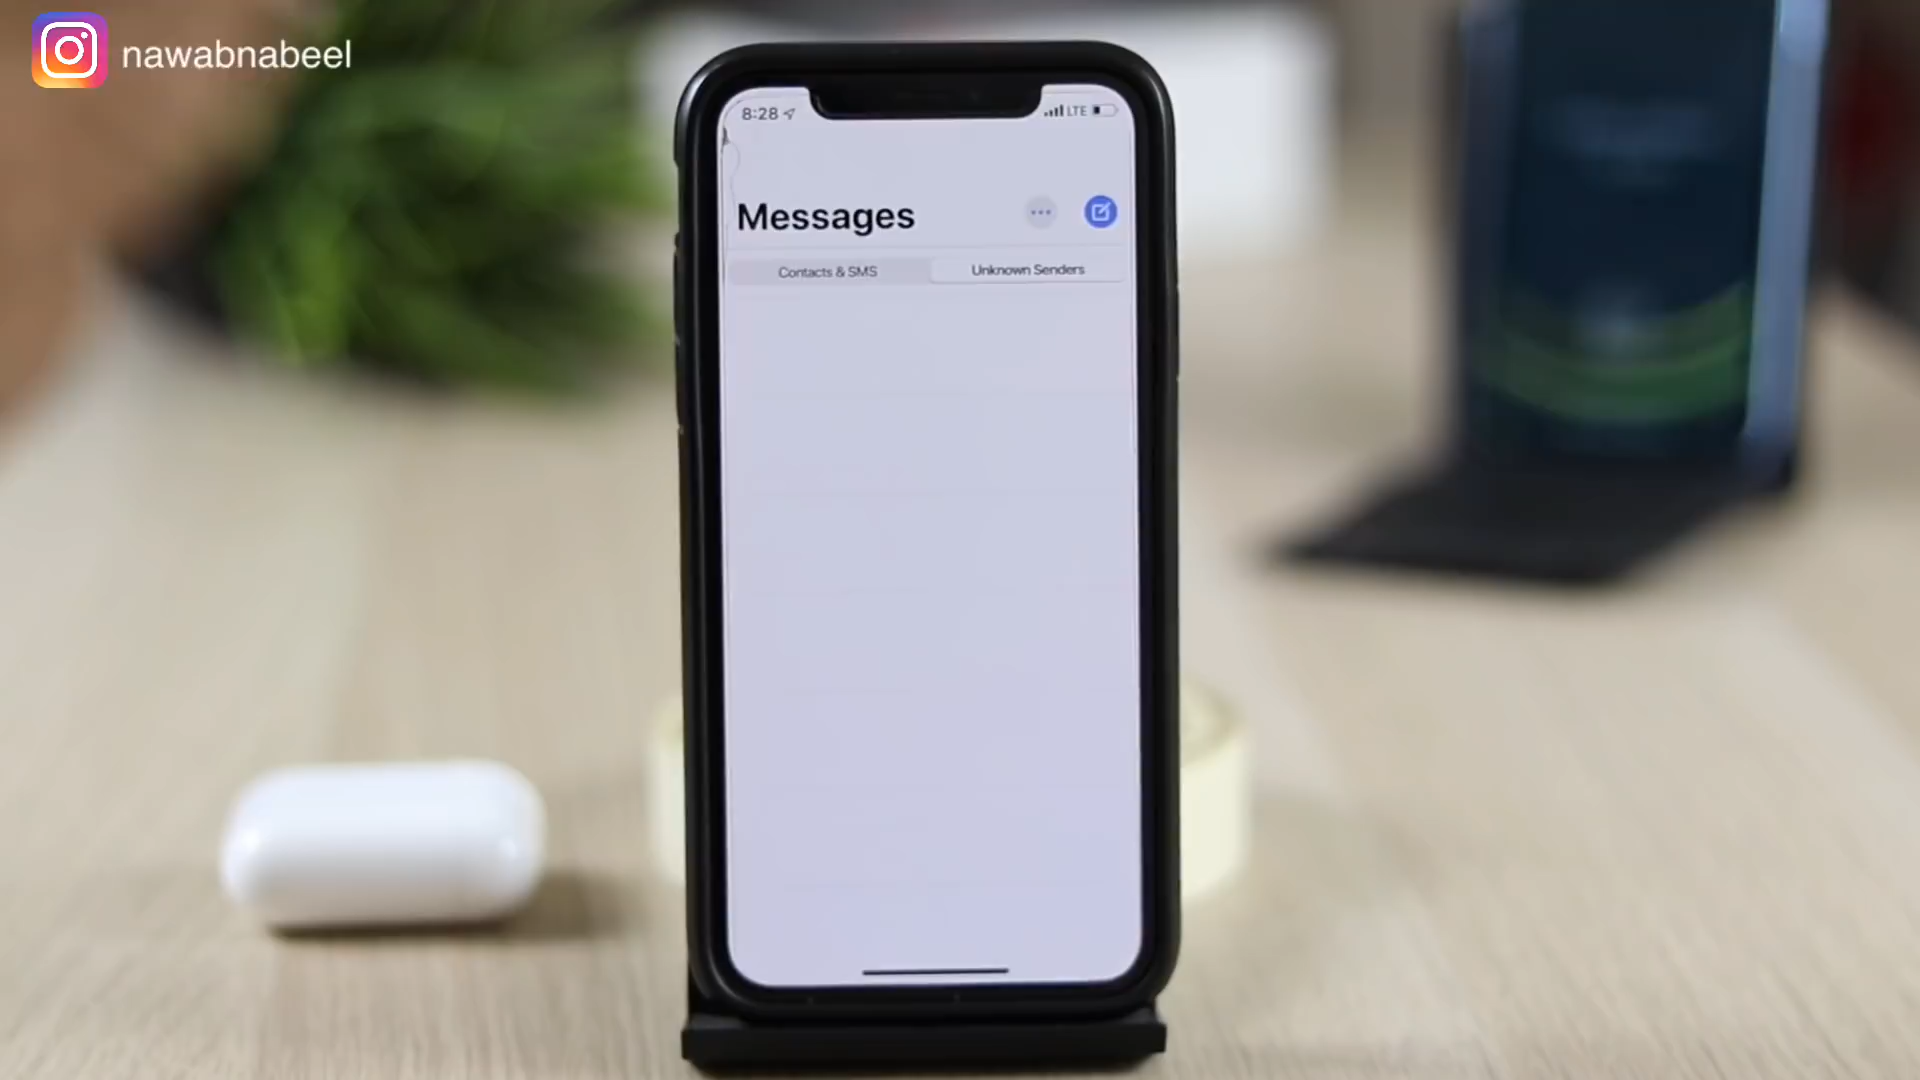 nawabnabeel
8:28
LTE
Messages
Contacts & SMS
Unknown Senders